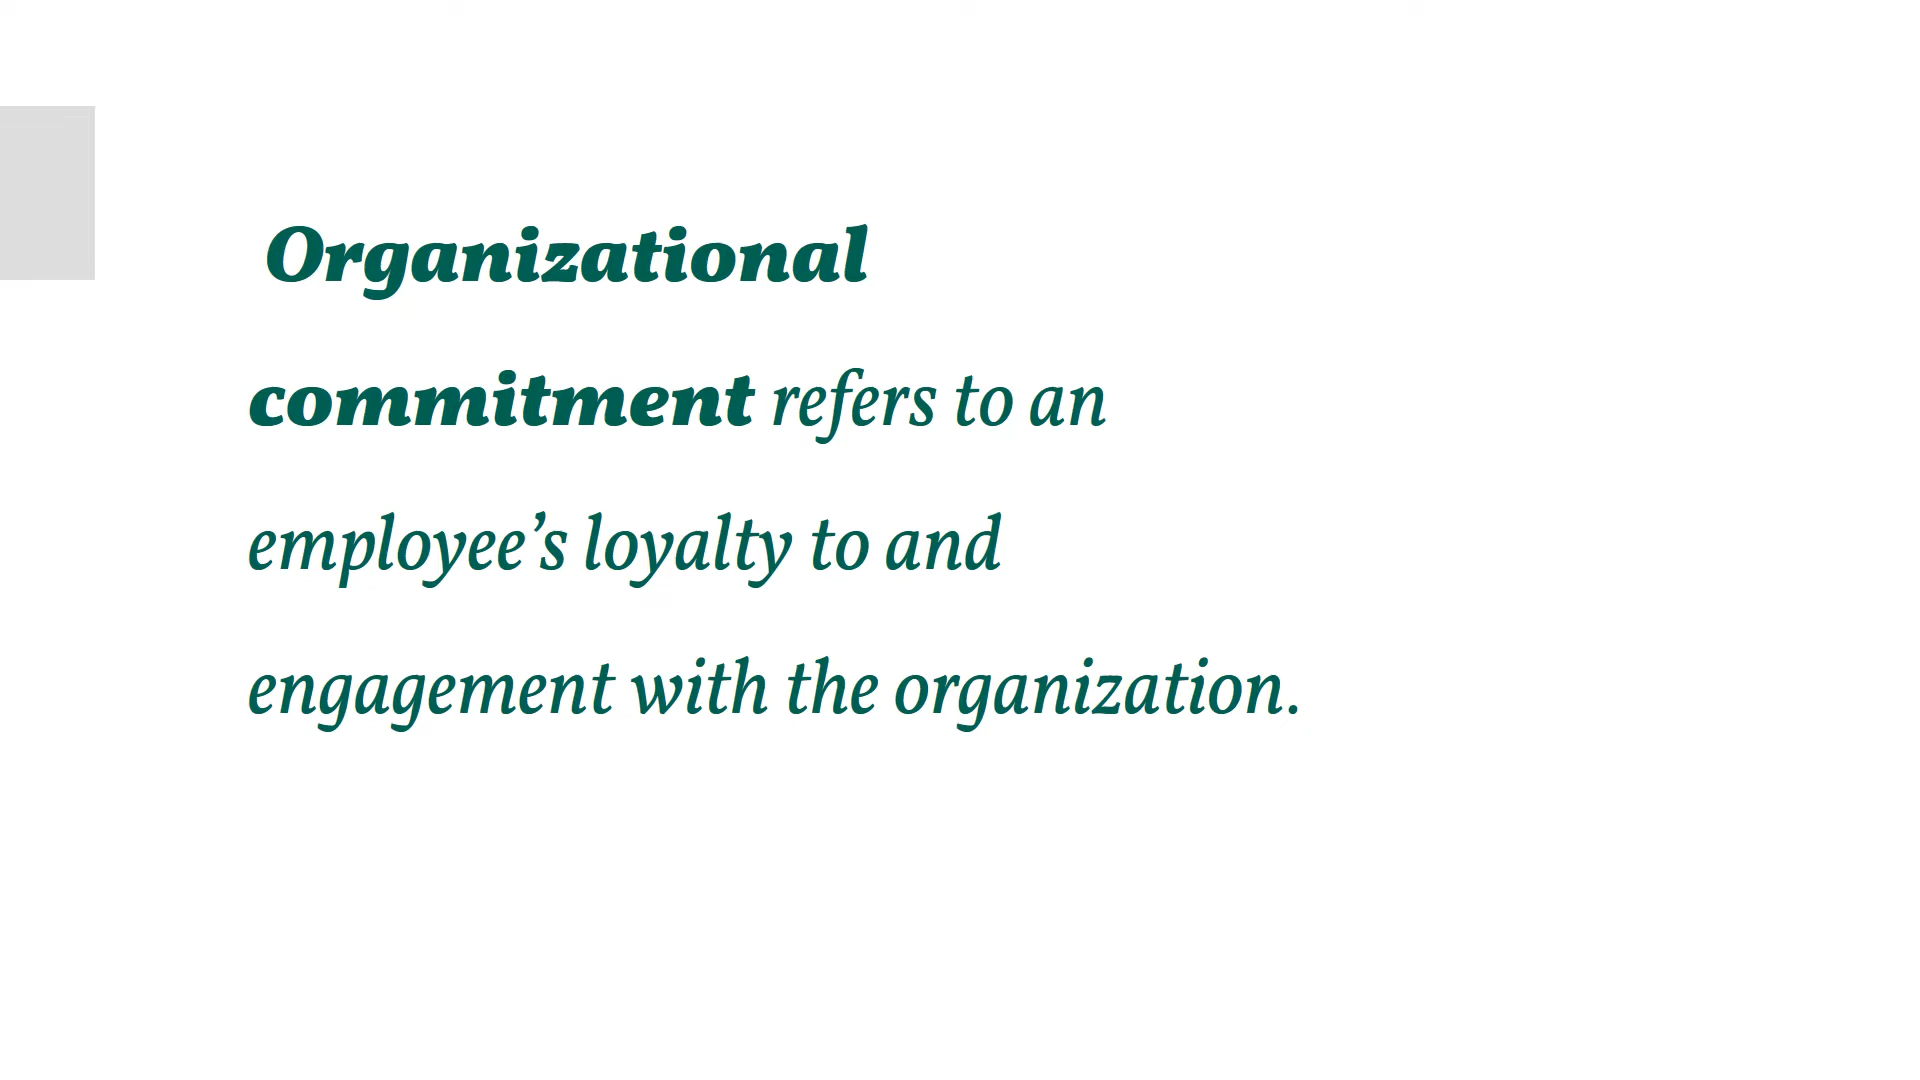 Organizational
commitment refers to an
employee’s loyalty to and
engagement with the organization.